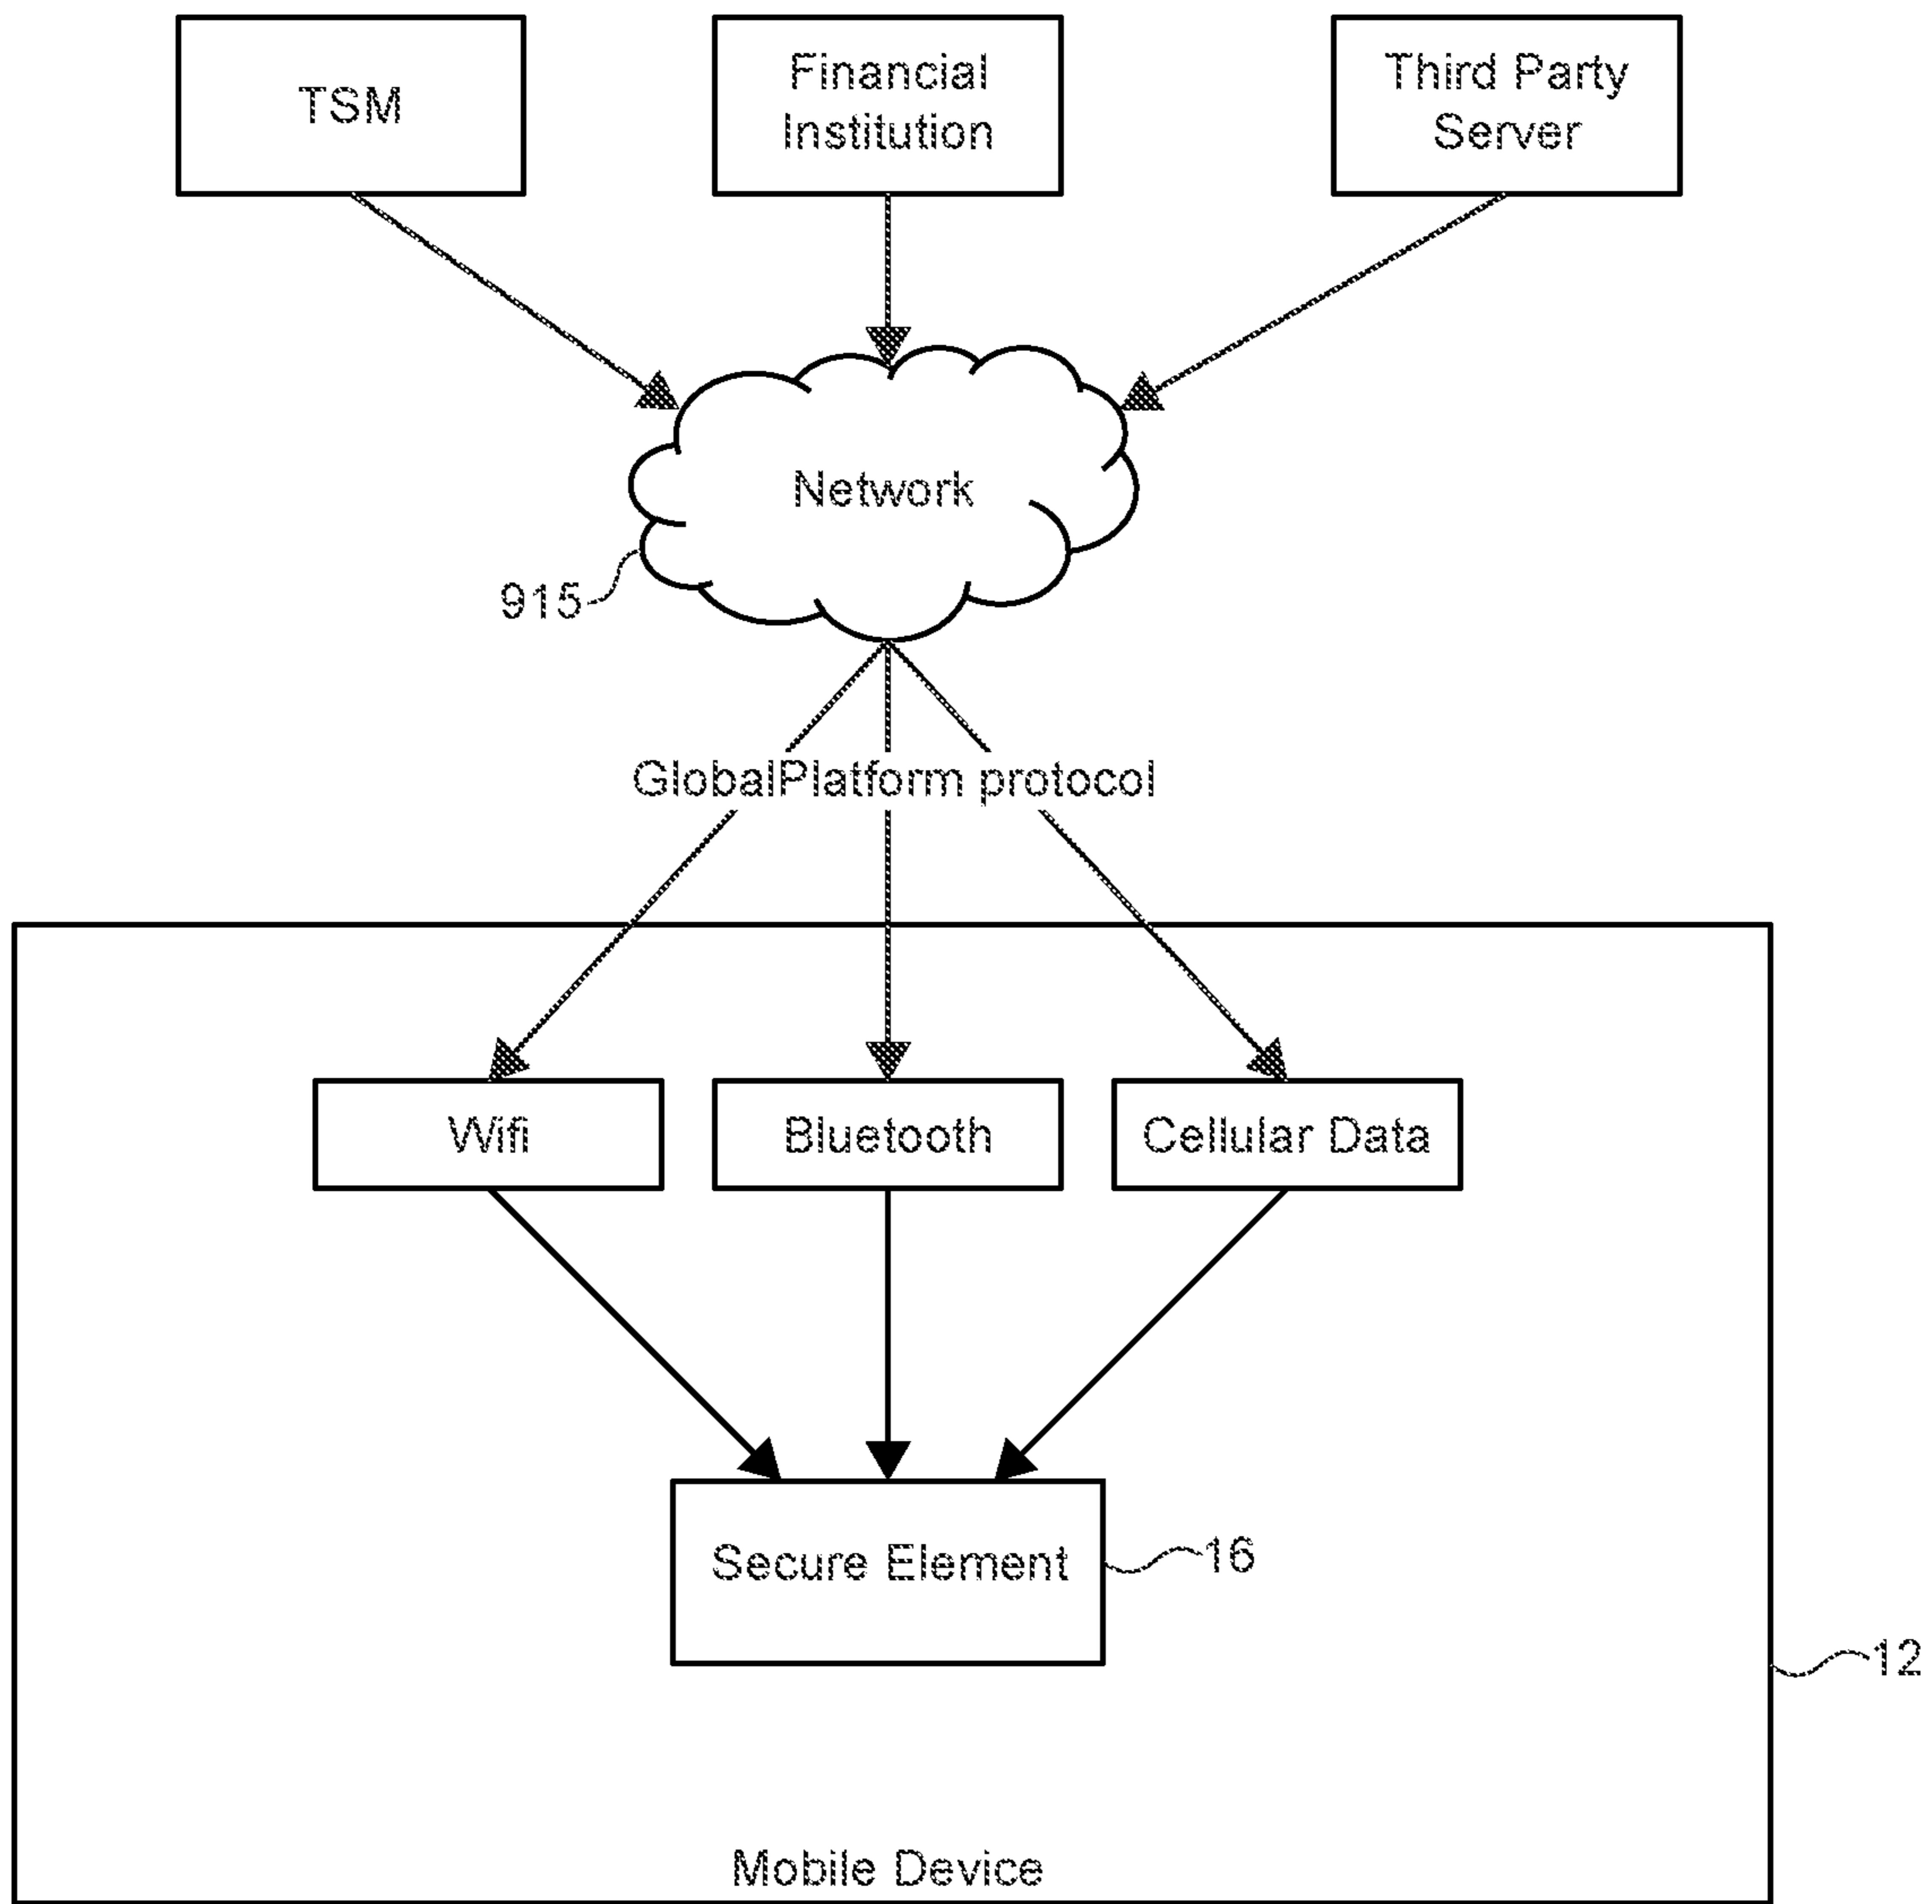 TSM
Financial
Institution
Third Party
Server
Network
915
GlobalPlatform protocol
Wifi
Bluetooth
Cellular Data
Secure Element
16
12
Mobile Device